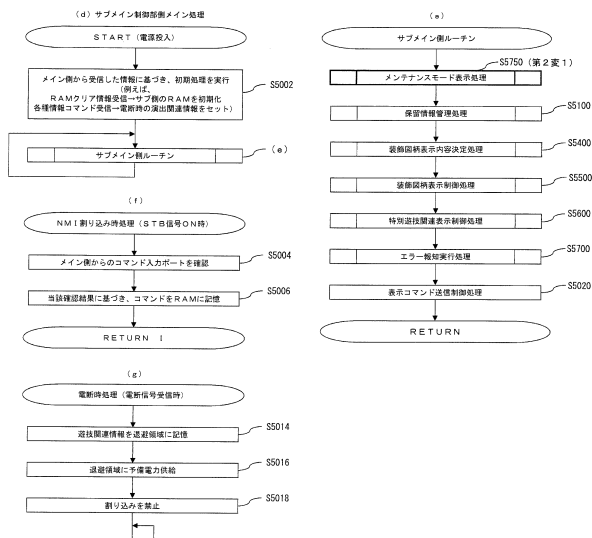 (d) サブメイン制御部側メイン処理
START(電源投入)
メイン側から受信した情報に基づき、初期処理を実行
(例えば、
RAMクリア情報受信→サブ側のRAMを初期化
各種情報コマンド受信→電断時の演出関連情報をセット)
S5002
サブメイン側ルーチン
(e)
(f)
NMI割り込み時処理(STB信号ON時)
メイン側からのコマンド入力ポートを確認
S5004
当該確認結果に基づき、コマンドをRAMに記憶
S5006
RETURN I
(g)
電断時処理(電断信号受信時)
遊技関連情報を退避領域に記憶
S5014
退避領域に予備電力供給
S5016
割り込みを禁止
S5018
(e)
サブメイン側ルーチン
S5750(第2変1)
メンテナンスモード表示処理
S5100
保留情報管理処理
S5400
装飾図柄表示内容決定処理
S5500
装飾図柄表示制御処理
S5600
特別遊技関連表示制御処理
S5700
エラー報知実行処理
S5020
表示コマンド送信制御処理
RETURN